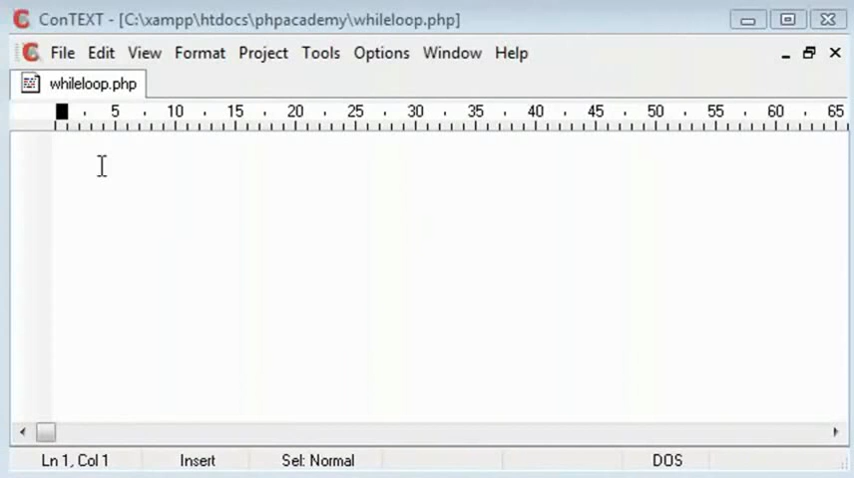 ConTEXT - [C:\xampp\htdocs\phpacademy\whileloop.php]
File Edit View Format Project Tools Options Window Help
whileloop.php
5 10 15 20 25 30 35 40 45 50 55 60 65
Ln 1, Col 1 Insert Sel: Normal DOS